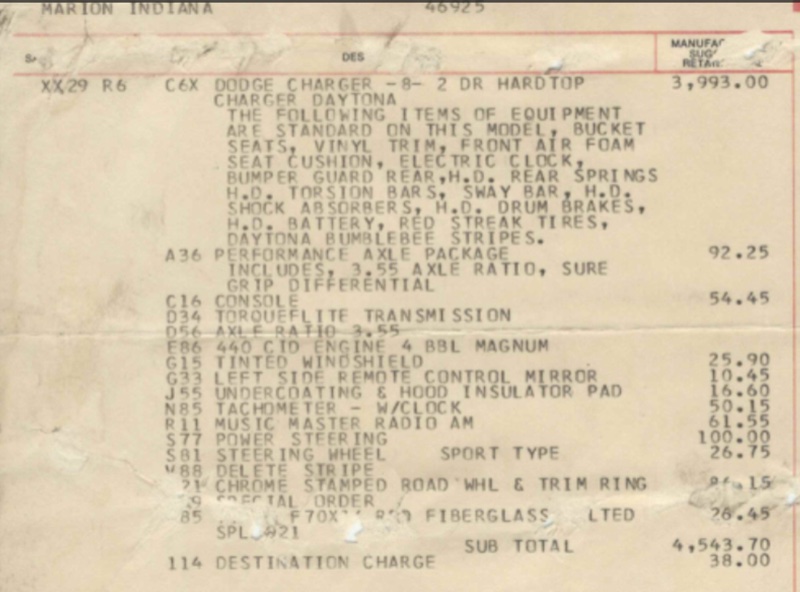 MARION INDIANA 46925
DES MANUFAC
SUG
RETAIL
XX29 R6 C6X DODGE CHARGER -8- 2 DR HARDTOP 3,993.00
CHARGER DAYTONA
THE FOLLOWING ITEMS OF EQUIPMENT
ARE STANDARD ON THIS MODEL, BUCKET
SEATS, VINYL TRIM, FRONT AIR FOAM
SEAT CUSHION, ELECTRIC CLOCK,
BUMPER GUARD REAR,H.D. REAR SPRINGS
H.D. TORSION BARS, SWAY BAR, H.D.
SHOCK ABSORBERS, H.D. DRUM BRAKES,
H.D. BATTERY, RED STREAK TIRES,
DAYTONA BUMBLEBEE STRIPES.
A36 PERFORMANCE AXLE PACKAGE 92.25
INCLUDES, 3.55 AXLE RATIO, SURE
GRIP DIFFERENTIAL
C16 CONSOLE 54.45
D34 TORQUEFLITE TRANSMISSION
D56 AXLE RATIO 3.55
E86 440 CID ENGINE 4 BBL MAGNUM
G15 TINTED WINDSHIELD 25.90
G33 LEFT SIDE REMOTE CONTROL MIRROR 10.45
J55 UNDERCOATING & HOOD INSULATOR PAD 16.60
N85 TACHOMETER - W/CLOCK 50.15
R11 MUSIC MASTER RADIO AM 61.55
S77 POWER STEERING 100.00
S81 STEERING WHEEL SPORT TYPE 26.75
V88 DELETE STRIPE
21 CHROME STAMPED ROAD WHL & TRIM RING
9 SPECIAL ORDER
85 FIBERGLASS LTED 26.45
SUB TOTAL 4,543.70
114 DESTINATION CHARGE 38.00